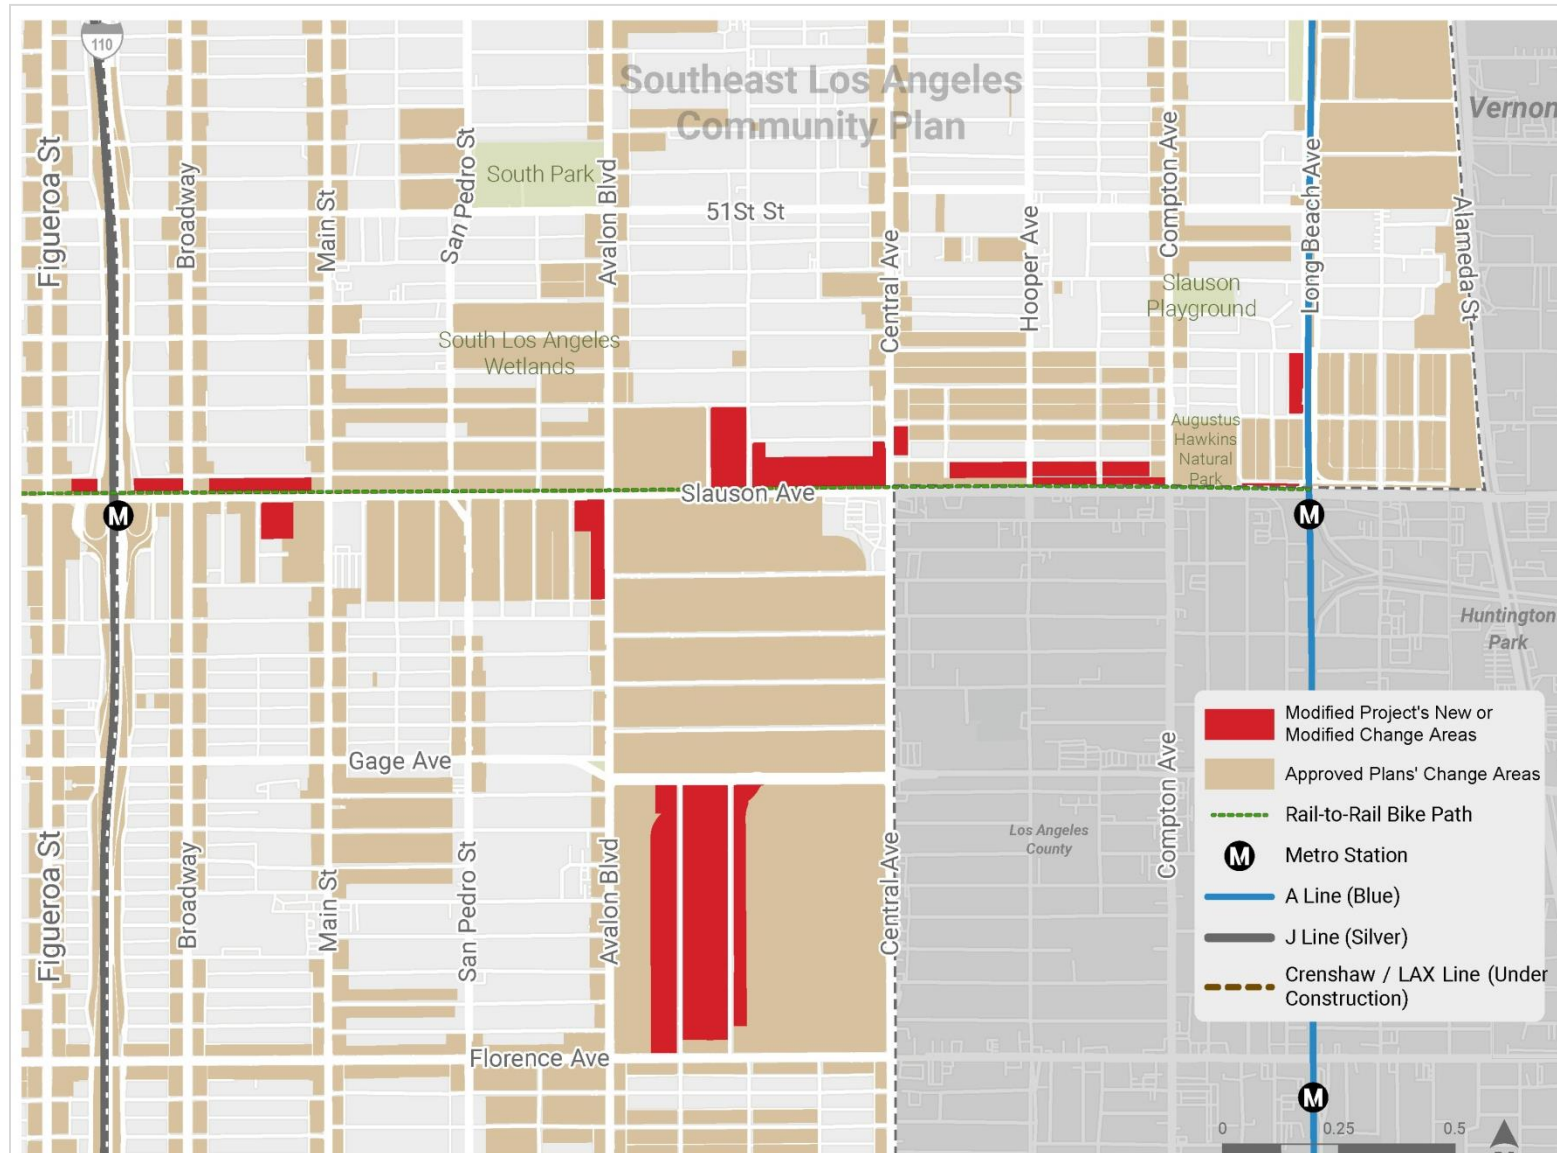 110
Southeast Los Angeles
Community Plan
Vernon
Figueroa St
Broadway
Main St
San Pedro St
South Park
Avalon Blvd
51St St
Central Ave
Hooper Ave
Compton Ave
Long Beach Ave
Alameda St
Slauson
Playground
South Los Angeles
Wetlands
Augustus
Hawkins
Natural
Park
Slauson Ave
M
M
Huntington
Park
Gage Ave
Los Angeles
County
Compton Ave
Figueroa St
Broadway
Main St
San Pedro St
Avalon Blvd
Central Ave
Florence Ave
Modified Project's New or
Modified Change Areas
Approved Plans' Change Areas
Rail-to-Rail Bike Path
M
Metro Station
A Line (Blue)
J Line (Silver)
Crenshaw / LAX Line (Under
Construction)
M
0 0.25 0.5